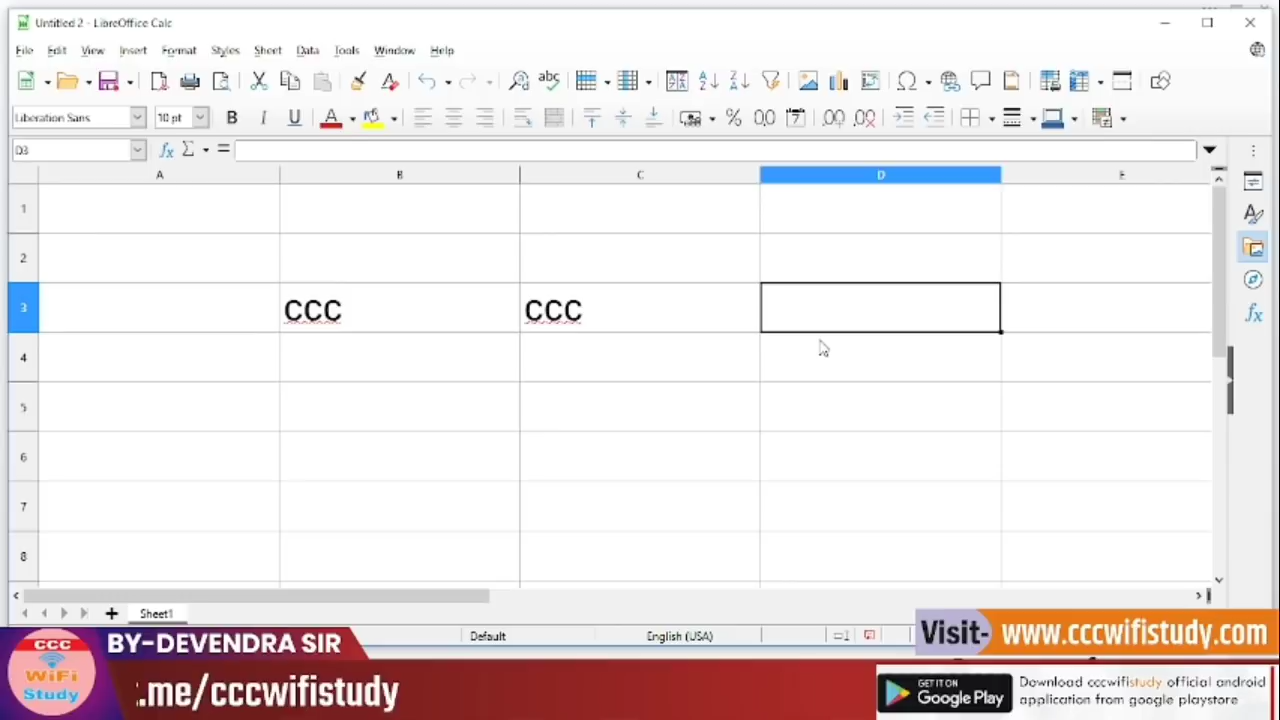 Untitled 2 - LibreOffice Calc
File Edit View Insert Format Styles Sheet Data Tools Window Help
Liberation Sans 10 pt
D3
A B C D E
1
2
3 CCC CCC
4
5
6
7
8
Sheet1
Default English (USA)
Visit- www.cccwifistudy.com
BY-DEVENDRA SIR
CCC
WiFi
Study
.me/cccwifistudy
GET IT ON
Google Play
Download cccwifistudy official android
application from google playstore